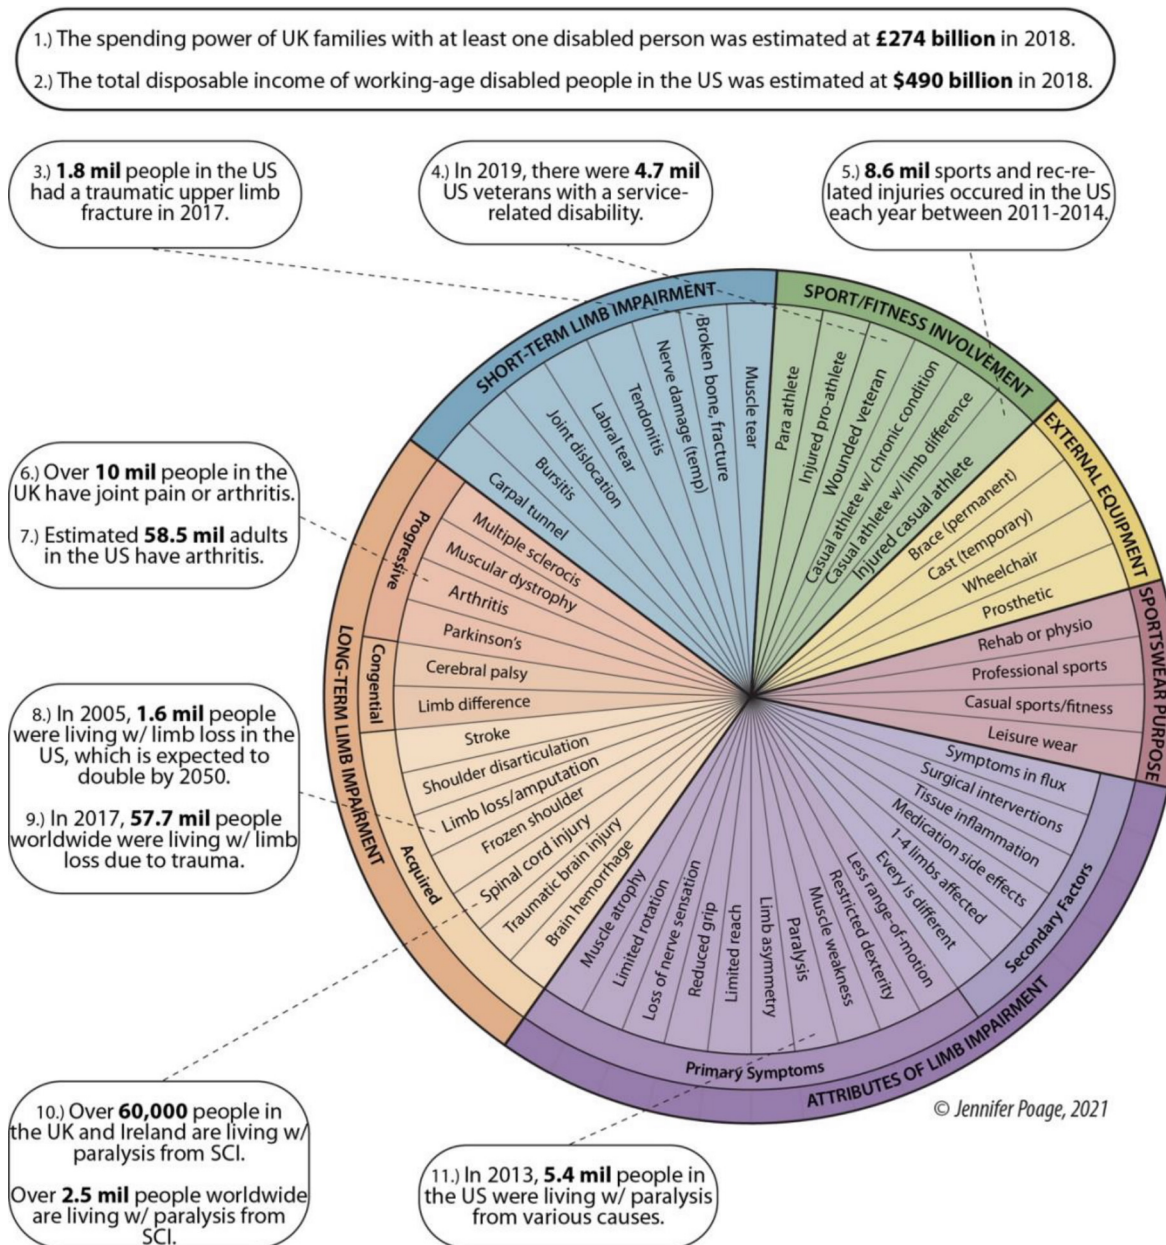 1.) The spending power of UK families with at least one disabled person was estimated at £274 billion in 2018.
2.) The total disposable income of working-age disabled people in the US was estimated at $490 billion in 2018.
3.) 1.8 mil people in the US
had a traumatic upper limb
fracture in 2017.
4.) In 2019, there were 4.7 mil
US veterans with a service-
related disability.
5.) 8.6 mil sports and rec-re-
lated injuries occured in the US
each year between 2011-2014.
SHORT-TERM LIMB IMPAIRMENT
Carpal tunnel
Bursitis
Joint dislocation
Labral tear
Tendonitis
Nerve damage (temp)
Broken bone, fracture
Muscle tear
SPORT/FITNESS INVOLVEMENT
Para athlete
Injured pro-athlete
Wounded veteran
Casual athlete w/ chronic condition
Casual athlete w/ limb difference
Injured casual athlete
EXTERNAL EQUIPMENT
Brace (permanent)
Cast (temporary)
Wheelchair
Prosthetic
SPORTSWEAR PURPOSE
Rehab or physio
Professional sports
Casual sports/fitness
Leisure wear
6.) Over 10 mil people in the
UK have joint pain or arthritis.
7.) Estimated 58.5 mil adults
in the US have arthritis.
8.) In 2005, 1.6 mil people
were living w/ limb loss in the
US, which is expected to
double by 2050.
9.) In 2017, 57.7 mil people
worldwide were living w/ limb
loss due to trauma.
LONG-TERM LIMB IMPAIRMENT
Progressive
Multiple sclerocis
Muscular dystrophy
Arthritis
Parkinson's
Congential
Cerebral palsy
Limb difference
Acquired
Stroke
Shoulder disarticulation
Limb loss/amputation
Frozen shoulder
Spinal cord injury
Traumatic brain injury
Brain hemorrhage
ATTRIBUTES OF LIMB IMPAIRMENT
Primary Symptoms
Muscle atrophy
Limited rotation
Loss of nerve sensation
Reduced grip
Limited reach
Limb asymmetry
Paralysis
Muscle weakness
Restricted dexterity
Less range-of-motion
Secondary Factors
Every is different
1-4 limbs affected
Medication side effects
Tissue inflammation
Surgical interventions
Symptoms in flux
© Jennifer Poage, 2021
10.) Over 60,000 people in
the UK and Ireland are living w/
paralysis from SCI.
Over 2.5 mil people worldwide
are living w/ paralysis from
SCI.
11.) In 2013, 5.4 mil people in
the US were living w/ paralysis
from various causes.